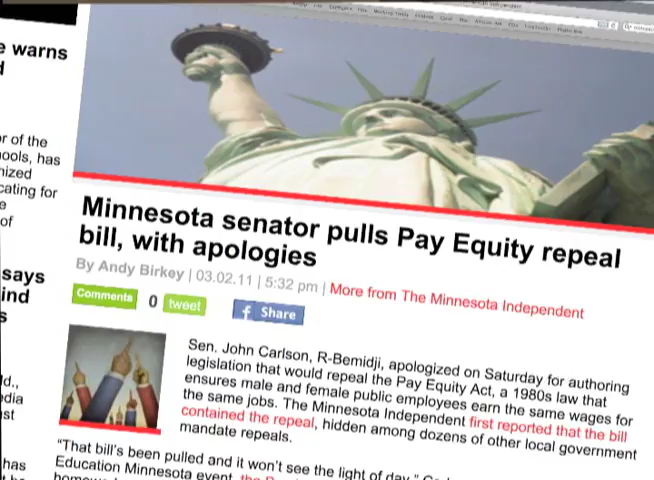 e warns
d
r of the
ools, has
nized
cating for
e
of
says
ind
s
ld.,
edia
st
has
Minnesota senator pulls Pay Equity repeal
bill, with apologies
By Andy Birkey | 03.02.11 | 5:32 pm | More from The Minnesota Independent
Comments 0 tweet f Share
Sen. John Carlson, R-Bemidji, apologized on Saturday for authoring
legislation that would repeal the Pay Equity Act, a 1980s law that
ensures male and female public employees earn the same wages for
the same jobs. The Minnesota Independent first reported that the bill
contained the repeal, hidden among dozens of other local government
mandate repeals.
"That bill's been pulled and it won't see the light of day,"
Education Minnesota event,